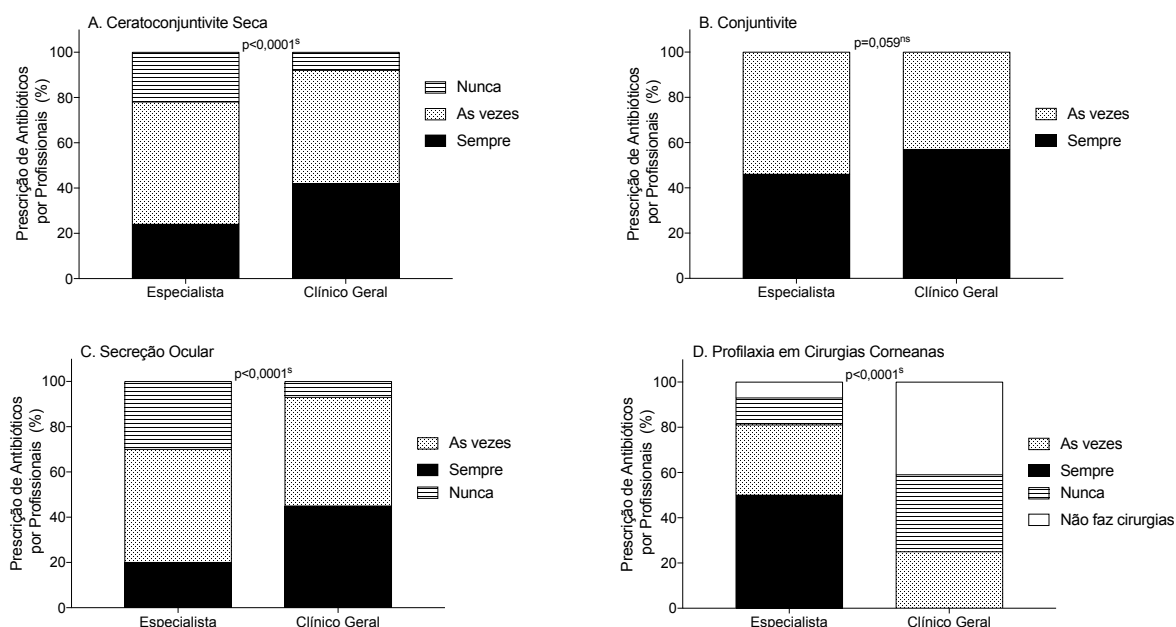 A. Ceratoconjuntivite Seca
p<0,0001s
100
80
60
40
20
0
Prescrição de Antibióticos
por Profissionais (%)
Especialista
Clínico Geral
Nunca
As vezes
Sempre
B. Conjuntivite
p=0,059ns
100
80
60
40
20
0
Prescrição de Antibióticos
por Profissionais (%)
Especialista
Clínico Geral
As vezes
Sempre
C. Secreção Ocular
p<0,0001s
100
80
60
40
20
0
Prescrição de Antibióticos
por Profissionais (%)
Especialista
Clínico Geral
As vezes
Sempre
Nunca
D. Profilaxia em Cirurgias Corneanas
p<0,0001s
100
80
60
40
20
0
Prescrição de Antibióticos
por Profissionais (%)
Especialista
Clínico Geral
As vezes
Sempre
Nunca
Não faz cirurgias